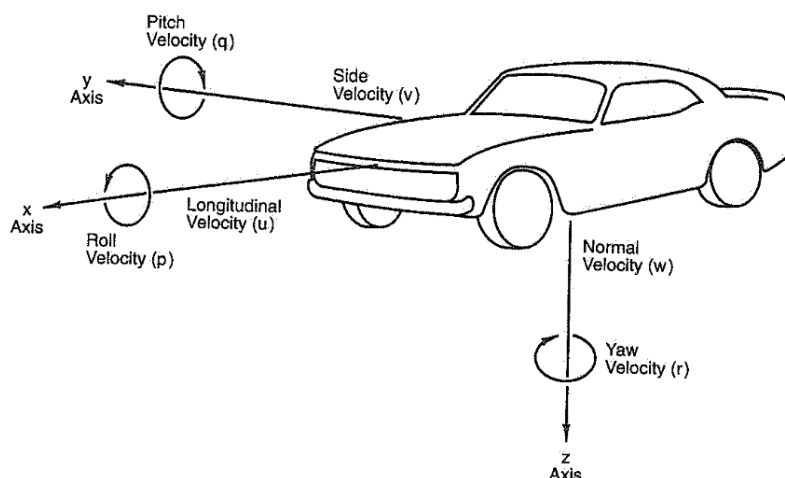 Pitch
Velocity (q)
y
Axis
Side
Velocity (v)
x
Axis
Longitudinal
Velocity (u)
Roll
Velocity (p)
Normal
Velocity (w)
Yaw
Velocity (r)
z
Axis